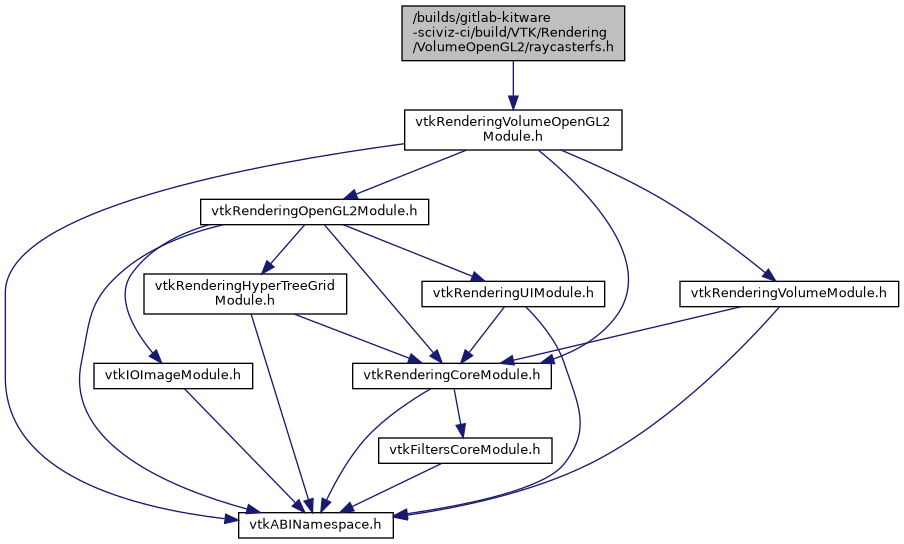 /builds/gitlab-kitware
-sciviz-ci/build/VTK/Rendering
/VolumeOpenGL2/raycasterfs.h
vtkRenderingVolumeOpenGL2
Module.h
vtkRenderingOpenGL2Module.h
vtkRenderingHyperTreeGrid
Module.h
vtkRenderingUIModule.h
vtkRenderingVolumeModule.h
vtkIOImageModule.h
vtkRenderingCoreModule.h
vtkFiltersCoreModule.h
vtkABINamespace.h